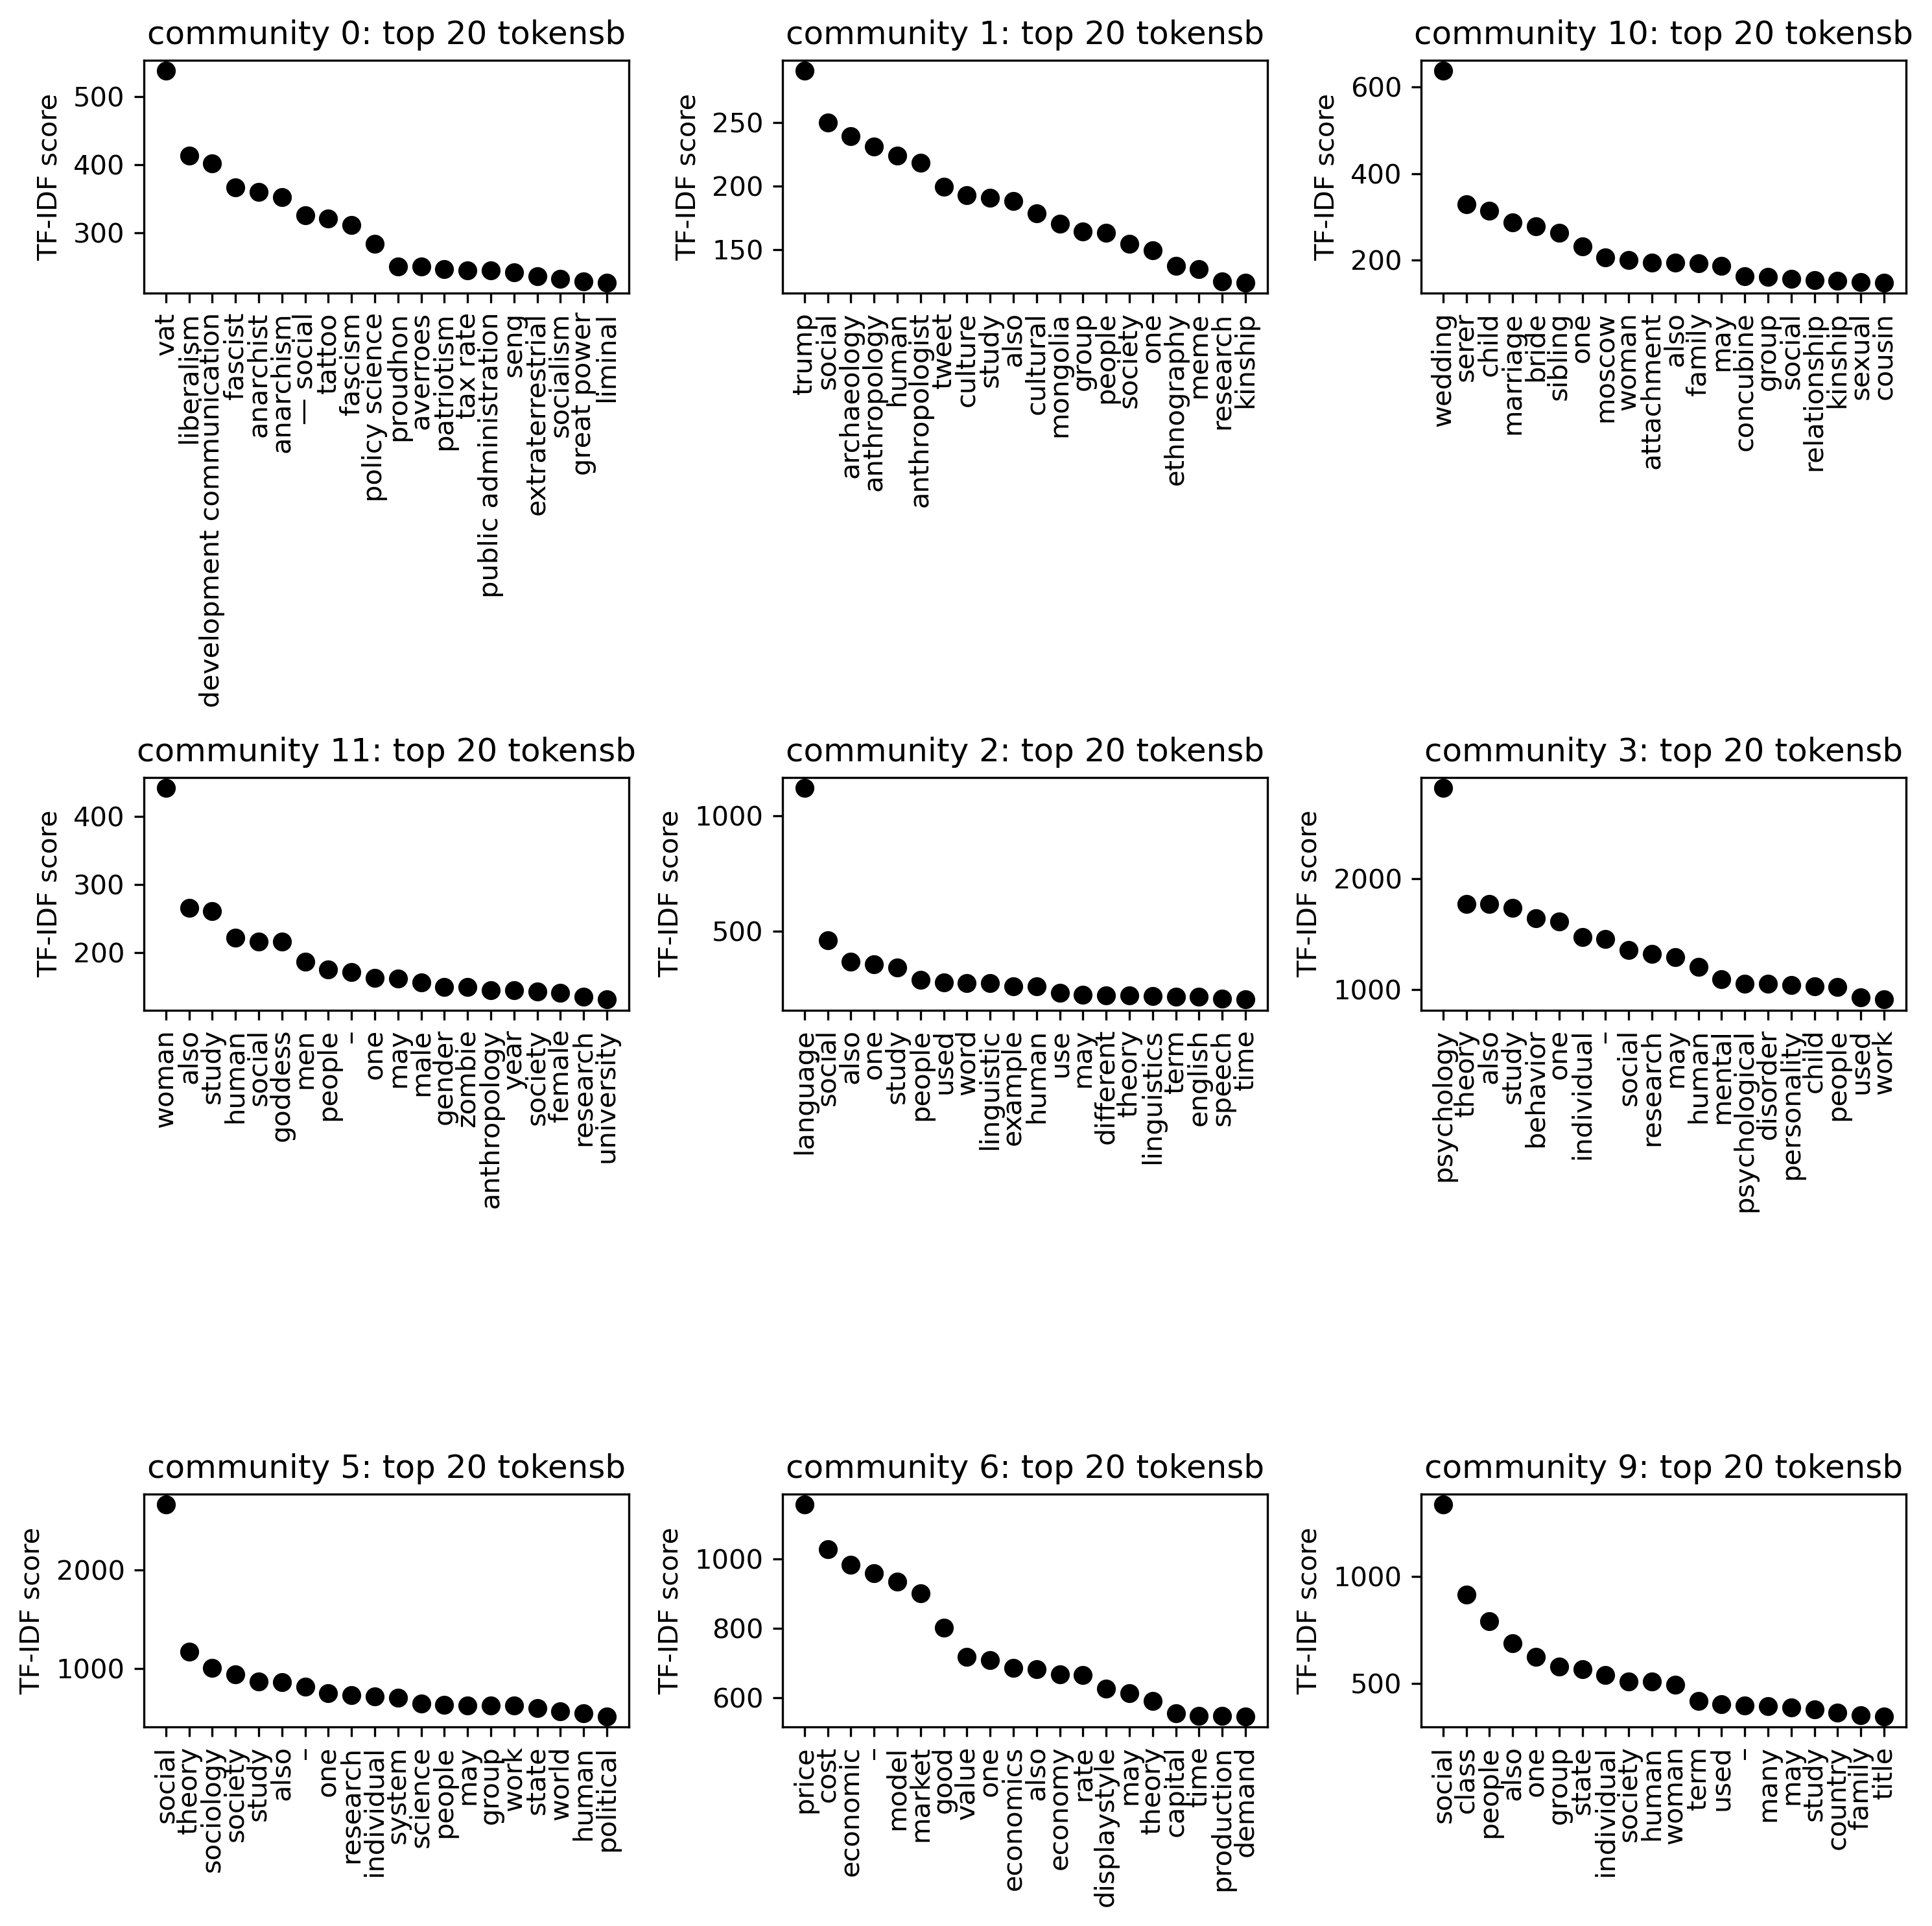 community 0: top 20 tokensb
TF-IDF score
500
400
300
vat
liberalism
development communication
fascist
anarchist
anarchism
— social
tattoo
fascism
policy science
proudhon
averroes
patriotism
tax rate
public administration
seng
extraterrestrial
socialism
great power
liminal
community 1: top 20 tokensb
TF-IDF score
250
200
150
trump
social
archaeology
anthropology
human
anthropologist
tweet
culture
study
also
cultural
mongolia
group
people
society
one
ethnography
meme
research
kinship
community 10: top 20 tokensb
TF-IDF score
600
400
200
wedding
serer
child
marriage
bride
sibling
one
moscow
woman
attachment
also
family
may
concubine
group
social
relationship
kinship
sexual
cousin
community 11: top 20 tokensb
TF-IDF score
400
300
200
woman
also
study
human
social
goddess
men
people
–
one
may
male
gender
zombie
anthropology
year
society
female
research
university
community 2: top 20 tokensb
TF-IDF score
1000
500
language
social
also
one
study
people
used
word
linguistic
example
human
use
may
different
theory
linguistics
term
english
speech
time
community 3: top 20 tokensb
TF-IDF score
2000
1000
psychology
theory
also
study
behavior
one
individual
–
social
research
may
human
mental
psychological
disorder
personality
child
people
used
work
community 5: top 20 tokensb
TF-IDF score
2000
1000
social
theory
sociology
society
study
also
–
one
research
individual
system
science
people
may
group
work
state
world
human
political
community 6: top 20 tokensb
TF-IDF score
1000
800
600
price
cost
economic
–
model
market
good
value
one
economics
also
economy
rate
displaystyle
may
theory
capital
time
production
demand
community 9: top 20 tokensb
TF-IDF score
1000
500
social
class
people
also
one
group
state
individual
society
human
woman
term
used
–
many
may
study
country
family
title